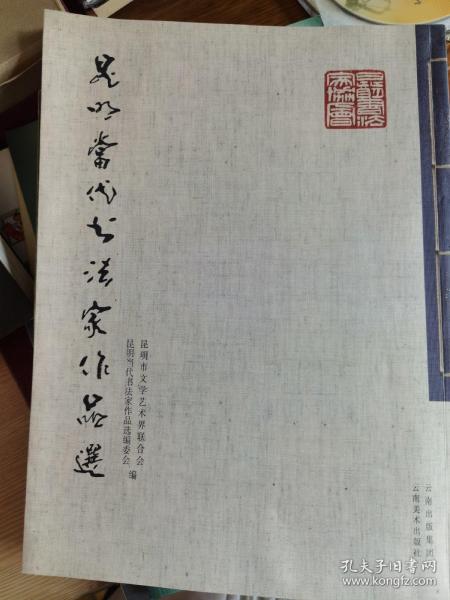 昆明當代书法家作品選
昆明市文学艺术界联合会
昆明当代书法家作品选编委会
编
云南出版集团
云南美术出版社
孔夫子旧书网
www.kongfz.com